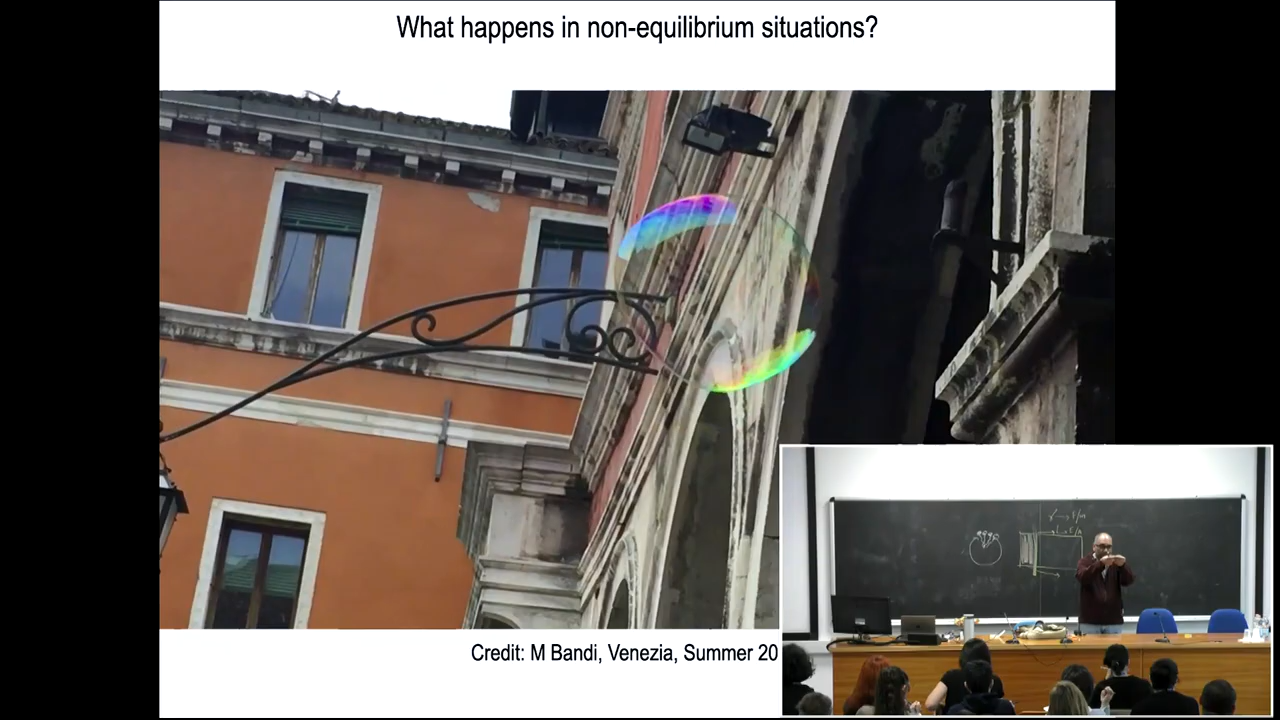 What happens in non-equilibrium situations?
Credit: M Bandi, Venezia, Summer 20